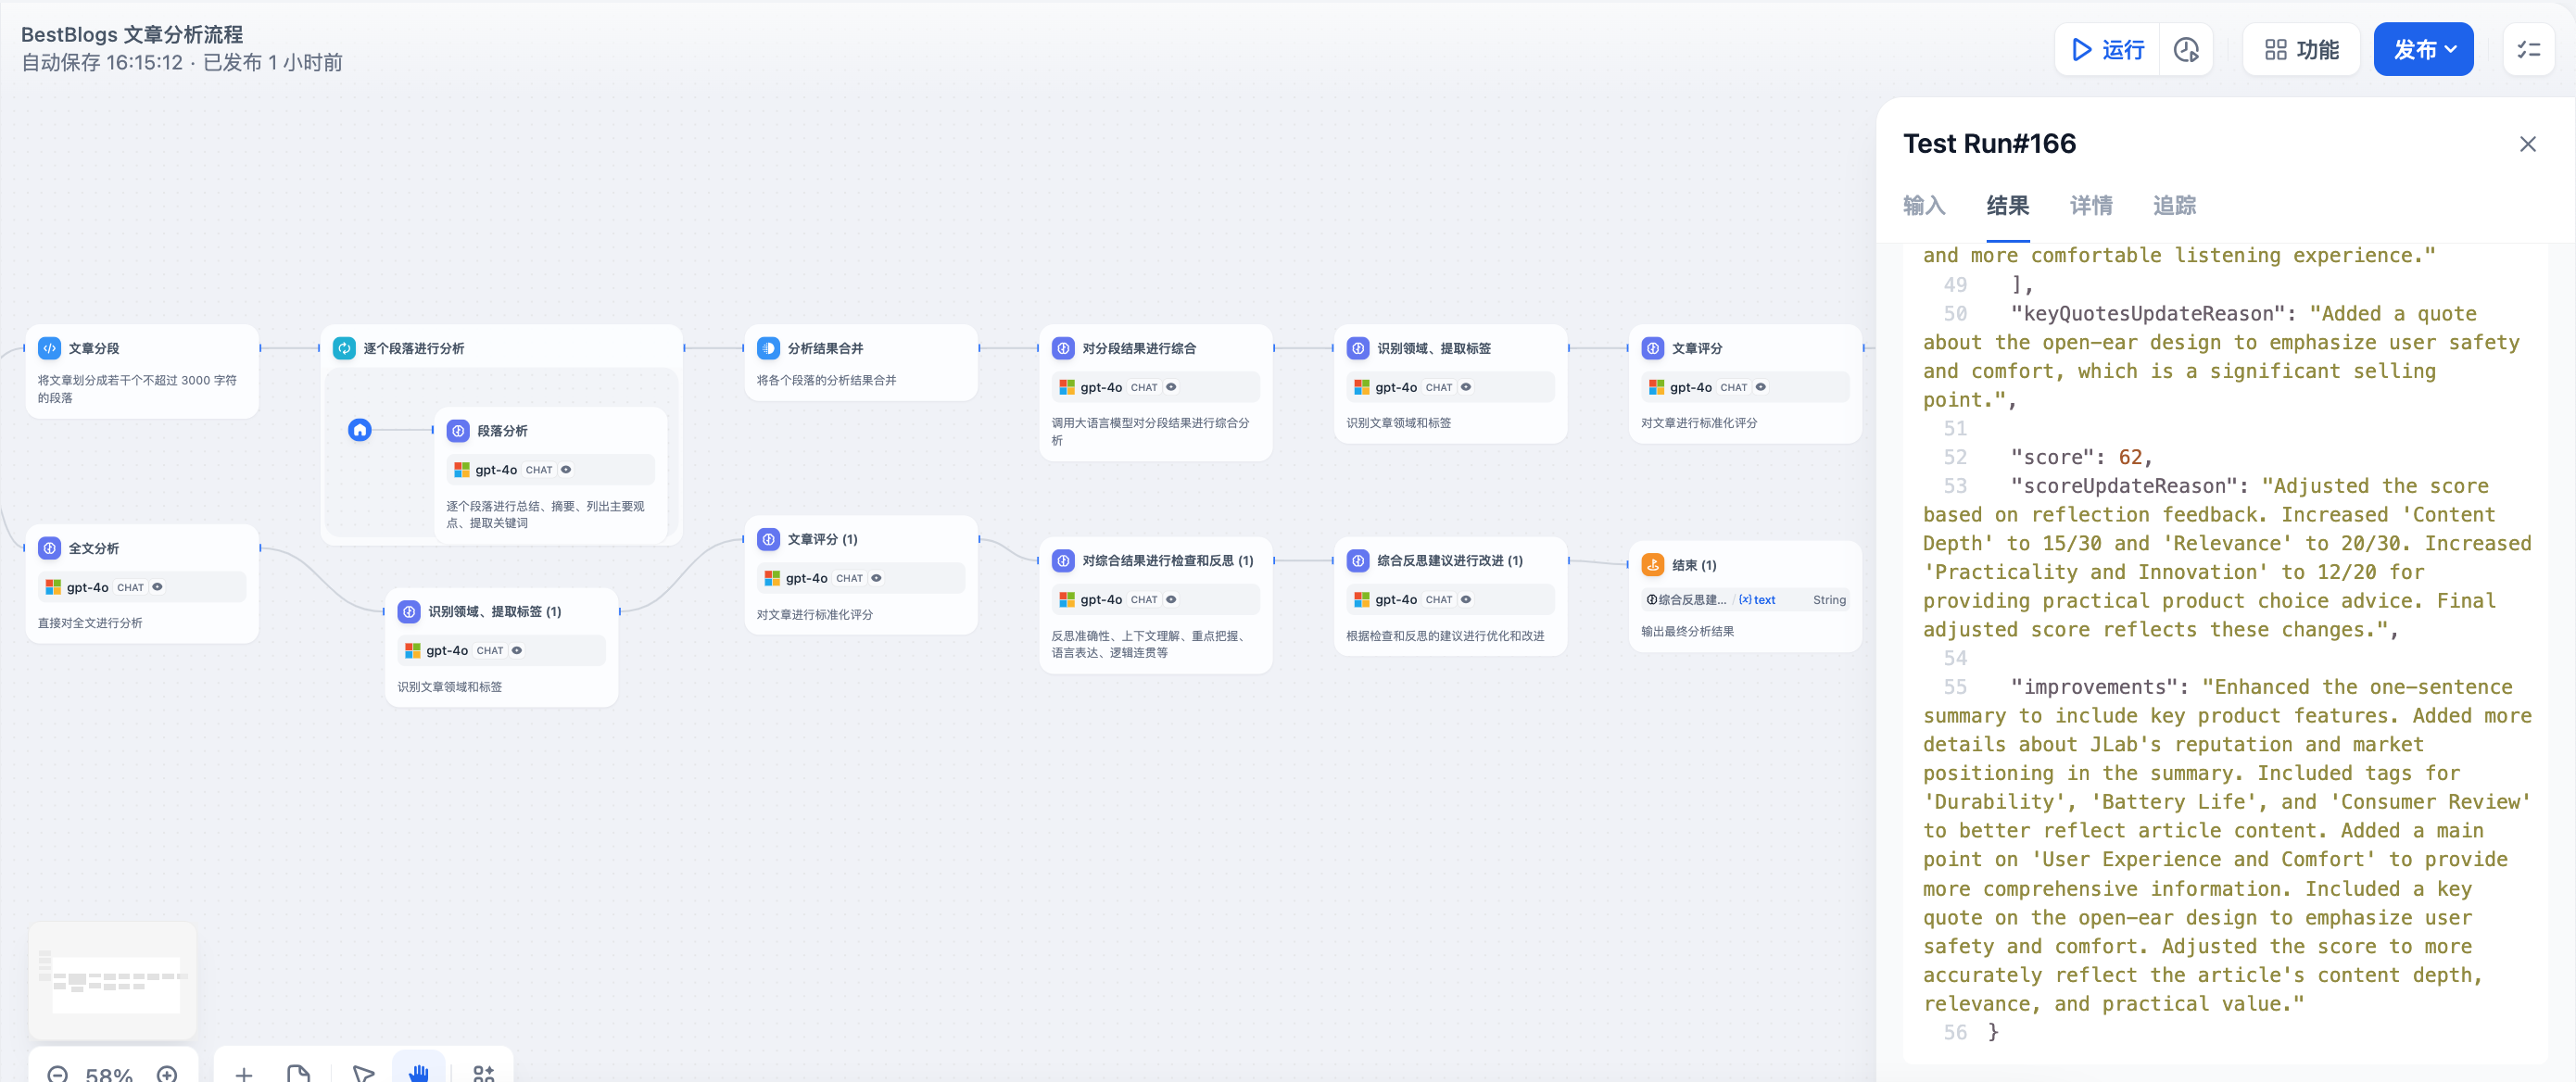 BestBlogs 文章分析流程
自动保存 16:15:12 · 已发布 1 小时前
运行
功能
发布
文章分段
将文章划分成若干个不超过 3000 字符
的段落
逐个段落进行分析
段落分析
gpt-4o CHAT
逐个段落进行总结、摘要、列出主要观
点、提取关键词
分析结果合并
将各个段落的分析结果合并
对分段结果进行综合
gpt-4o CHAT
调用大语言模型对分段结果进行综合分
析
识别领域、提取标签
gpt-4o CHAT
识别文章领域和标签
文章评分
gpt-4o CHAT
对文章进行标准化评分
全文分析
gpt-4o CHAT
直接对全文进行分析
识别领域、提取标签 (1)
gpt-4o CHAT
识别文章领域和标签
文章评分 (1)
gpt-4o CHAT
对文章进行标准化评分
对综合结果进行检查和反思 (1)
gpt-4o CHAT
反思准确性、上下文理解、重点把握、
语言表达、逻辑连贯等
综合反思建议进行改进 (1)
gpt-4o CHAT
根据检查和反思的建议进行优化和改进
结束 (1)
综合反思建... / (x) text String
输出最终分析结果
58%
Test Run#166
输入 结果 详情 追踪
and more comfortable listening experience."
49 ],
50 "keyQuotesUpdateReason": "Added a quote
about the open-ear design to emphasize user safety
and comfort, which is a significant selling
point.",
51
52 "score": 62,
53 "scoreUpdateReason": "Adjusted the score
based on reflection feedback. Increased 'Content
Depth' to 15/30 and 'Relevance' to 20/30. Increased
'Practicality and Innovation' to 12/20 for
providing practical product choice advice. Final
adjusted score reflects these changes.",
54
55 "improvements": "Enhanced the one-sentence
summary to include key product features. Added more
details about JLab's reputation and market
positioning in the summary. Included tags for
'Durability', 'Battery Life', and 'Consumer Review'
to better reflect article content. Added a main
point on 'User Experience and Comfort' to provide
more comprehensive information. Included a key
quote on the open-ear design to emphasize user
safety and comfort. Adjusted the score to more
accurately reflect the article's content depth,
relevance, and practical value."
56 }